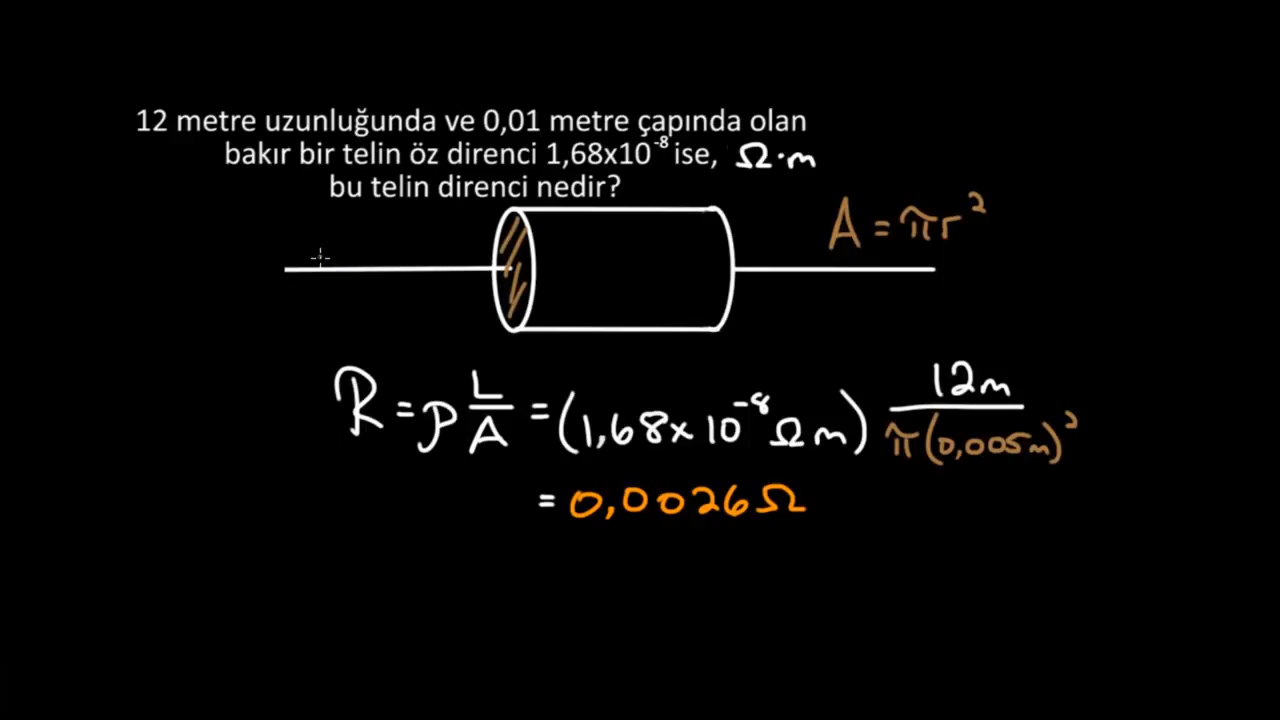 12 metre uzunluğunda ve 0,01 metre çapında olan
bakır bir telin öz direnci 1,68x10⁻⁸ ise, Ω·m
bu telin direnci nedir?
A = πr²
R = ρ L/A = (1,68x10⁻⁸ Ωm) 12m/π(0,005m)²
= 0,0026Ω